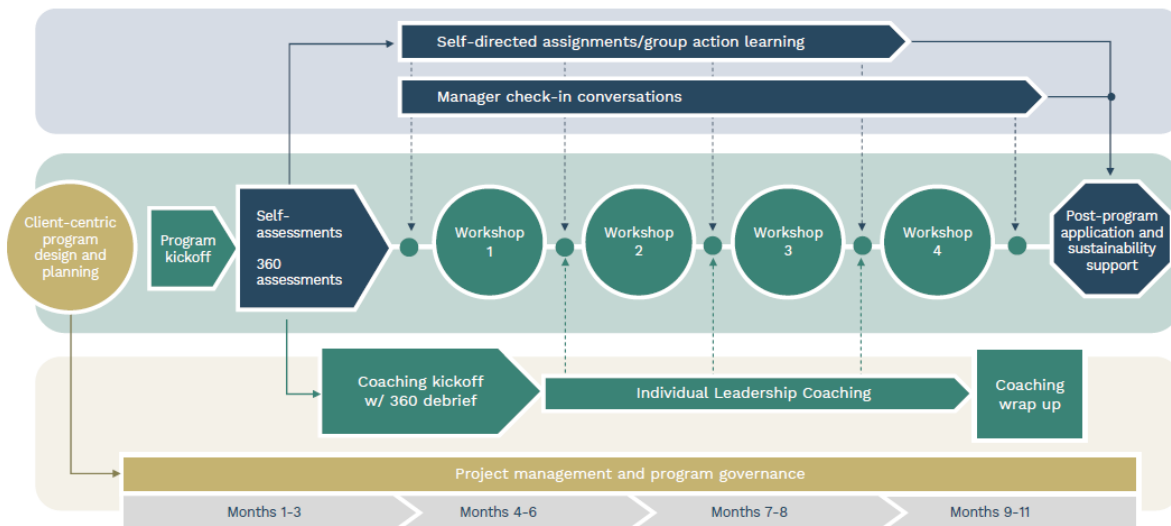 Self-directed assignments/group action learning
Manager check-in conversations
Client-centric
program
design and
planning
Program
kickoff
Self-
assessments
360
assessments
Workshop
1
Workshop
2
Workshop
3
Workshop
4
Post-program
application and
sustainability
support
Coaching kickoff
w/ 360 debrief
Individual Leadership Coaching
Coaching
wrap up
Project management and program governance
Months 1-3
Months 4-6
Months 7-8
Months 9-11